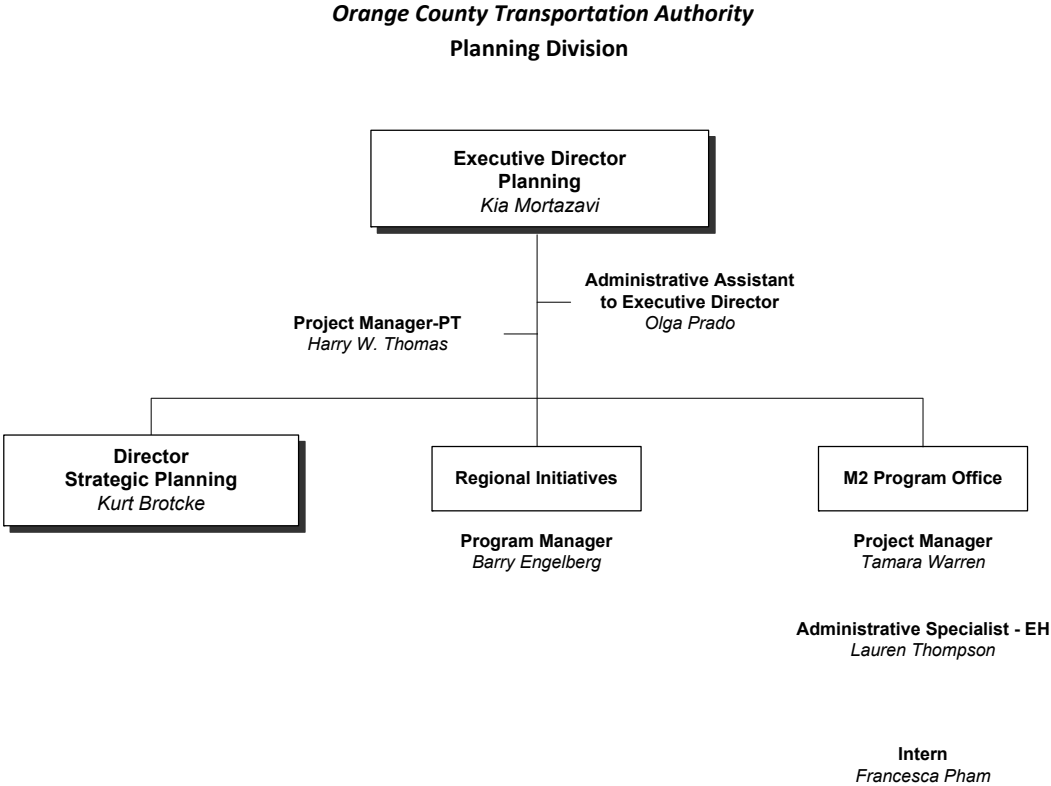 Orange County Transportation Authority
Planning Division
Executive Director
Planning
Kia Mortazavi
Administrative Assistant
to Executive Director
Olga Prado
Project Manager-PT
Harry W. Thomas
Director
Strategic Planning
Kurt Brotcke
Regional Initiatives
Program Manager
Barry Engelberg
M2 Program Office
Project Manager
Tamara Warren
Administrative Specialist - EH
Lauren Thompson
Intern
Francesca Pham